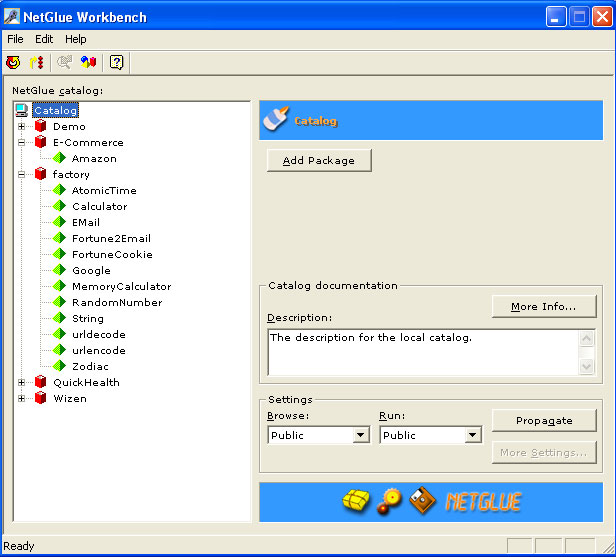 NetGlue Workbench
File Edit Help
NetGlue catalog:
Catalog
Demo
E-Commerce
Amazon
factory
AtomicTime
Calculator
EMail
Fortune2Email
FortuneCookie
Google
MemoryCalculator
RandomNumber
String
urldecode
urlencode
Zodiac
QuickHealth
Wizen
Catalog
Add Package
Catalog documentation
More Info...
Description:
The description for the local catalog.
Settings
Browse: Run:
Public Public
Propagate
More Settings...
NETGLUE
Ready